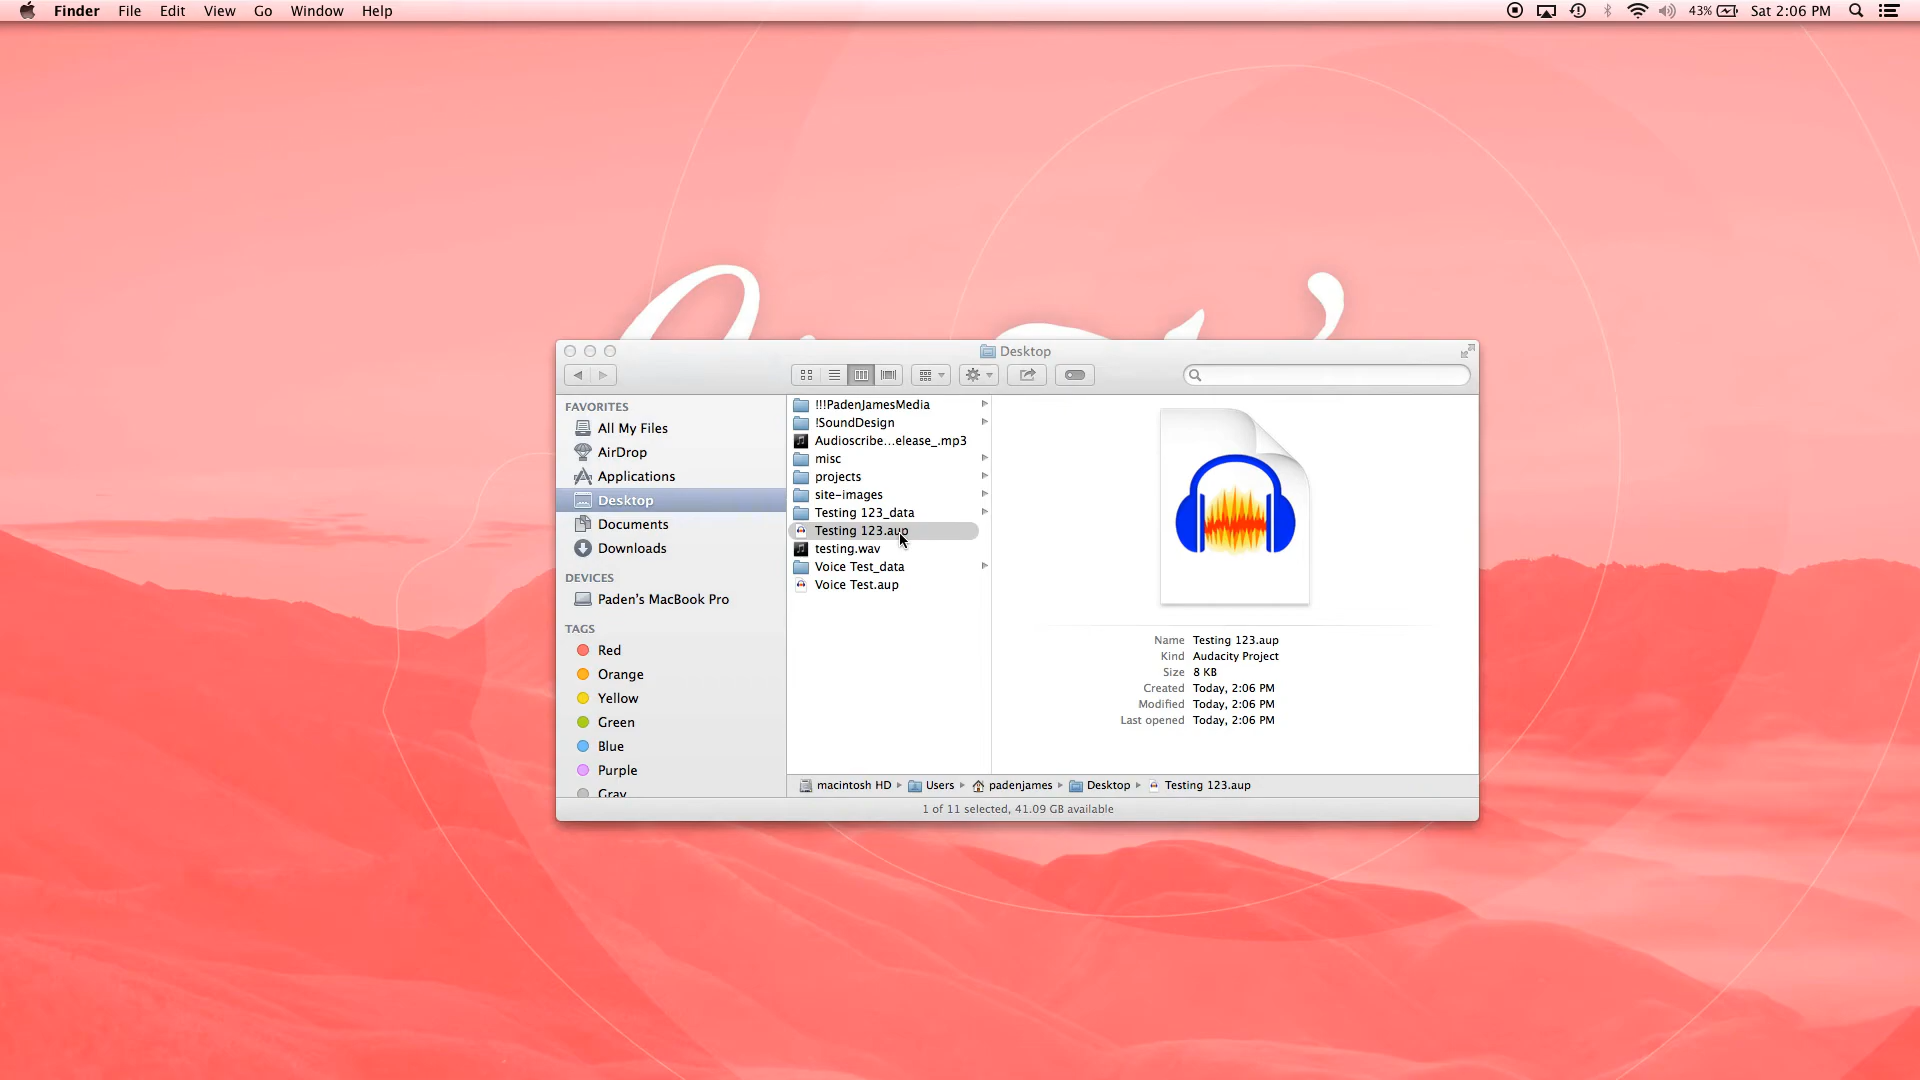 Finder File Edit View Go Window Help 43% Sat 2:06 PM
Desktop
FAVORITES
All My Files
AirDrop
Applications
Desktop
Documents
Downloads
DEVICES
Paden's MacBook Pro
TAGS
Red
Orange
Yellow
Green
Blue
Purple
Gray
!!!PadenJamesMedia
!SoundDesign
Audioscribe...elease_.mp3
misc
projects
site-images
Testing 123_data
Testing 123.aup
testing.wav
Voice Test_data
Voice Test.aup
Name Testing 123.aup
Kind Audacity Project
Size 8 KB
Created Today, 2:06 PM
Modified Today, 2:06 PM
Last opened Today, 2:06 PM
macintosh HD Users padenjames Desktop Testing 123.aup
1 of 11 selected, 41.09 GB available